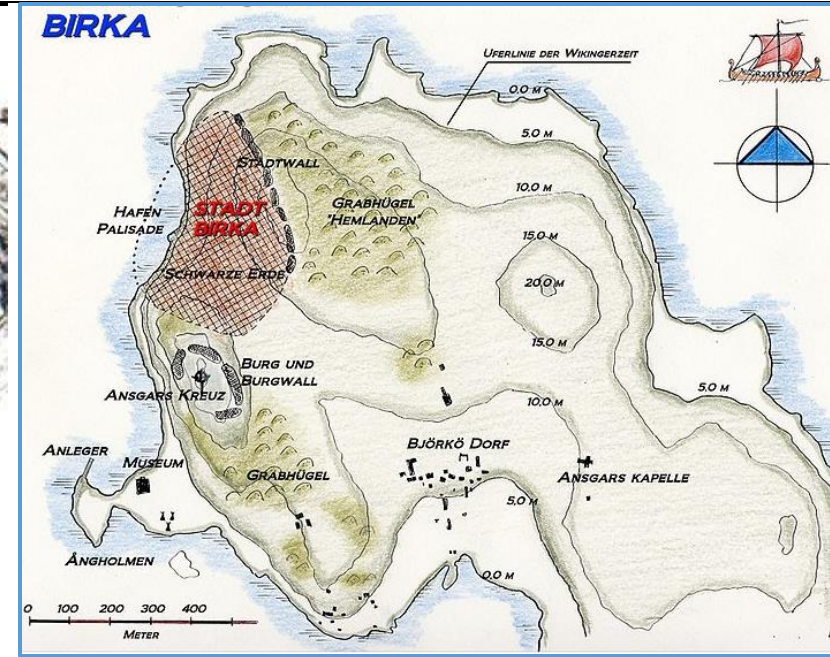 BIRKA
UFERLINIE DER WIKINGERZEIT
0.0 M
5.0 M
STADTWALL
10.0 M
HAFEN
PALISADE
STADT
BIRKA
GRABHÜGEL
"HEMLANDEN"
15.0 M
"SCHWARZE ERDE"
20.0 M
15.0 M
BURG UND
BURGWALL
ANSGARS KREUZ
5.0 M
10.0 M
ANLEGER
MUSEUM
BJÖRKÖ DORF
GRABHÜGEL
ANSGARS KAPELLE
5.0 M
ÅNGHOLMEN
0.0 M
0 100 200 300 400
METER